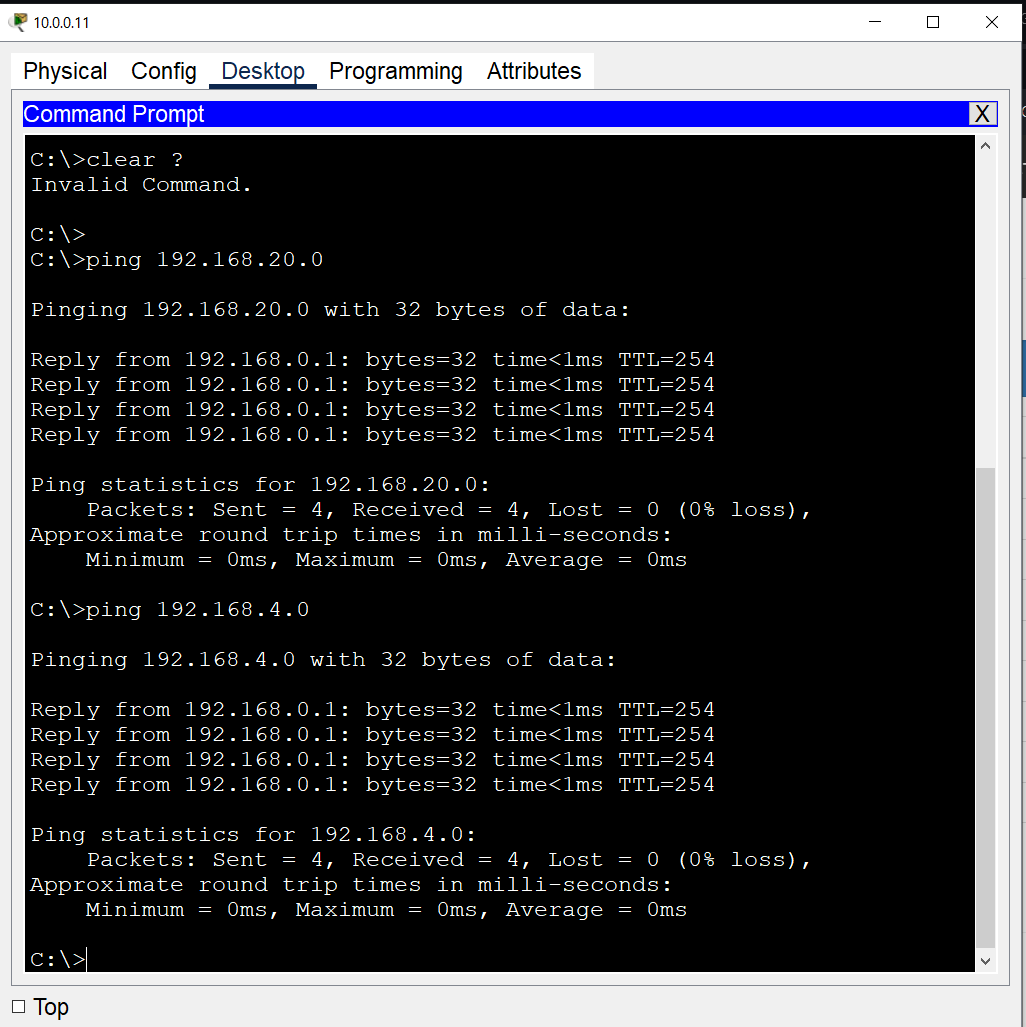 10.0.0.11
Physical Config Desktop Programming Attributes
Command Prompt X
C:\>clear ?
Invalid Command.
C:\>
C:\>ping 192.168.20.0
Pinging 192.168.20.0 with 32 bytes of data:
Reply from 192.168.0.1: bytes=32 time<1ms TTL=254
Reply from 192.168.0.1: bytes=32 time<1ms TTL=254
Reply from 192.168.0.1: bytes=32 time<1ms TTL=254
Reply from 192.168.0.1: bytes=32 time<1ms TTL=254
Ping statistics for 192.168.20.0:
Packets: Sent = 4, Received = 4, Lost = 0 (0% loss),
Approximate round trip times in milli-seconds:
Minimum = 0ms, Maximum = 0ms, Average = 0ms
C:\>ping 192.168.4.0
Pinging 192.168.4.0 with 32 bytes of data:
Reply from 192.168.0.1: bytes=32 time<1ms TTL=254
Reply from 192.168.0.1: bytes=32 time<1ms TTL=254
Reply from 192.168.0.1: bytes=32 time<1ms TTL=254
Reply from 192.168.0.1: bytes=32 time<1ms TTL=254
Ping statistics for 192.168.4.0:
Packets: Sent = 4, Received = 4, Lost = 0 (0% loss),
Approximate round trip times in milli-seconds:
Minimum = 0ms, Maximum = 0ms, Average = 0ms
C:\>
Top